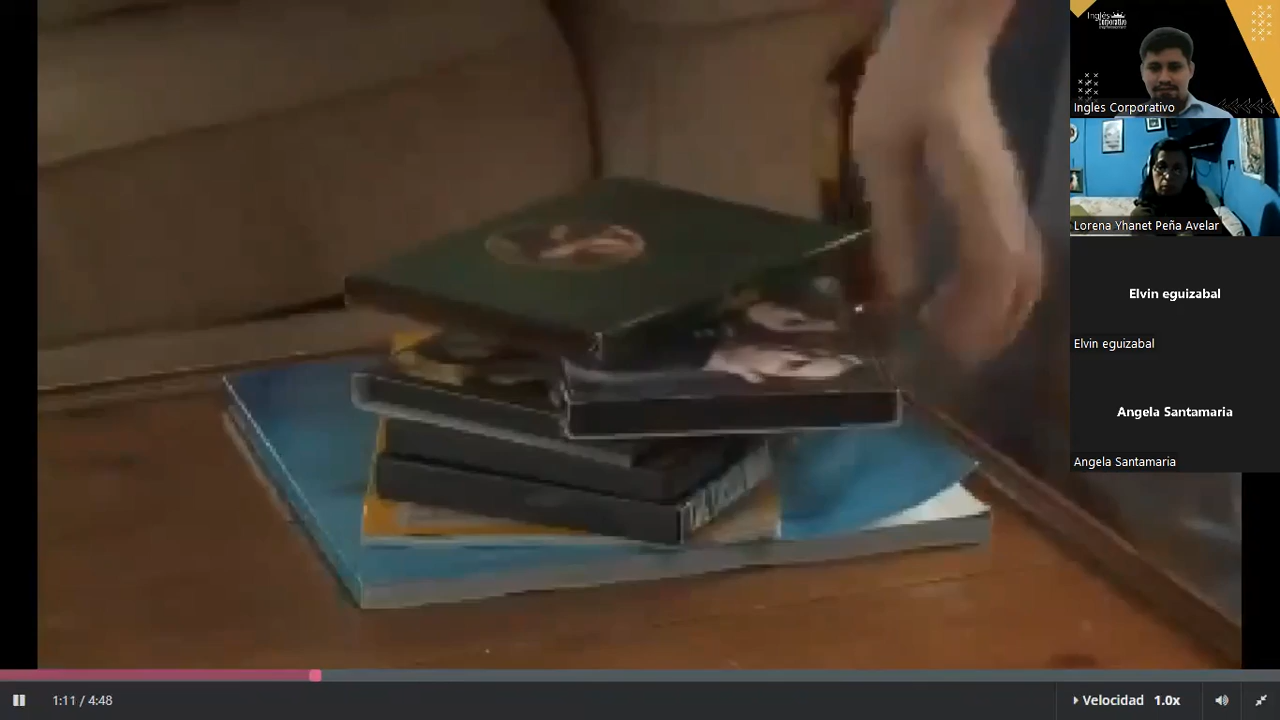 Inglés
Corporativo
Ingles Corporativo
Lorena Yhanet Peña Avelar
Elvin eguizabal
Elvin eguizabal
Angela Santamaria
Angela Santamaria
1:11 / 4:48
Velocidad 1.0x